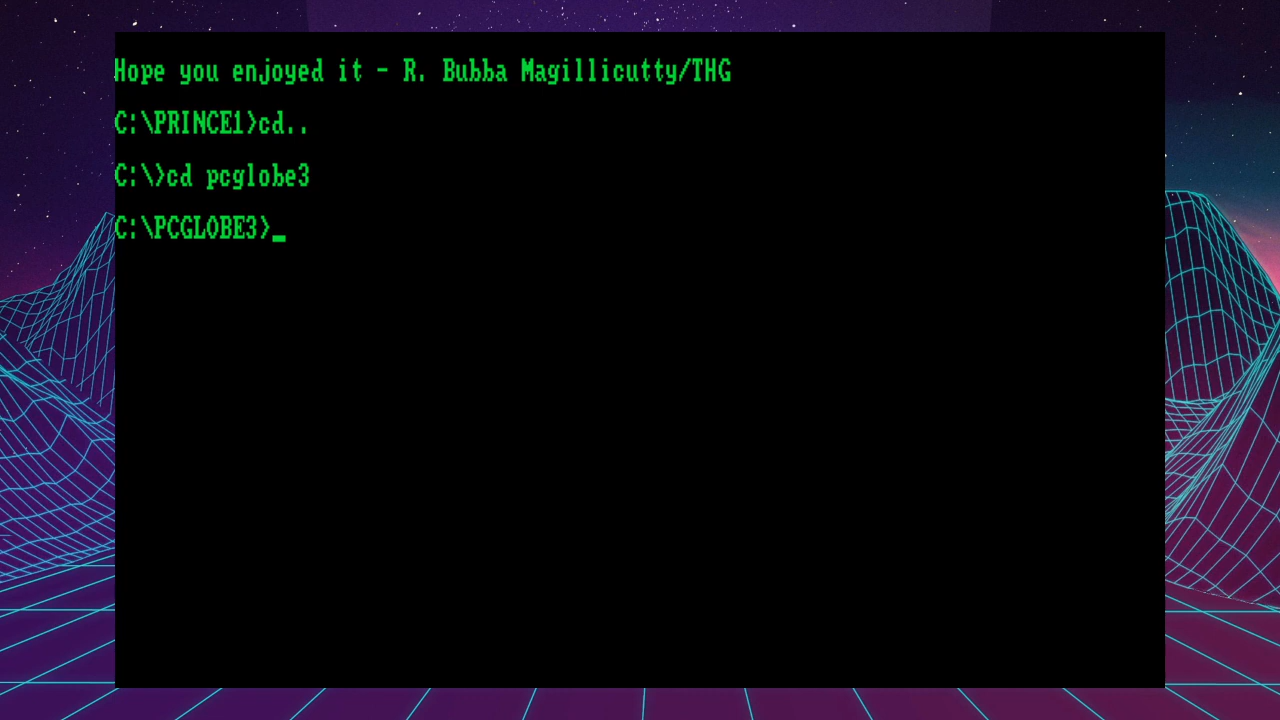 Hope you enjoyed it - R. Bubba Magillicutty/THG
C:\PRINCE1>cd..
C:\>cd pcglobe3
C:\PCGLOBE3>_